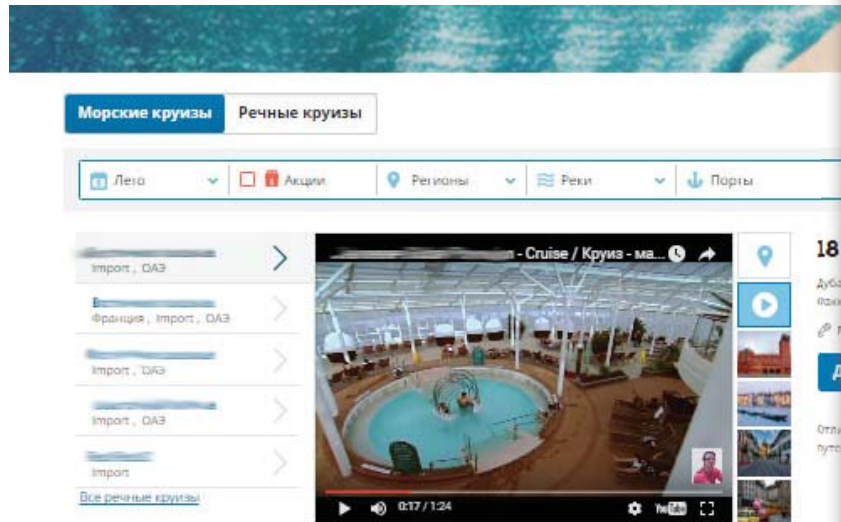 Морские круизы Речные круизы
Лето Акции Регионы Реки Порты
- Cruise / Круиз - ма...
18
Import , ОАЭ
Франция , Import , ОАЭ
Import , ОАЭ
Import , ОАЭ
Import
Все речные круизы
0:17 / 1:24 YouTube